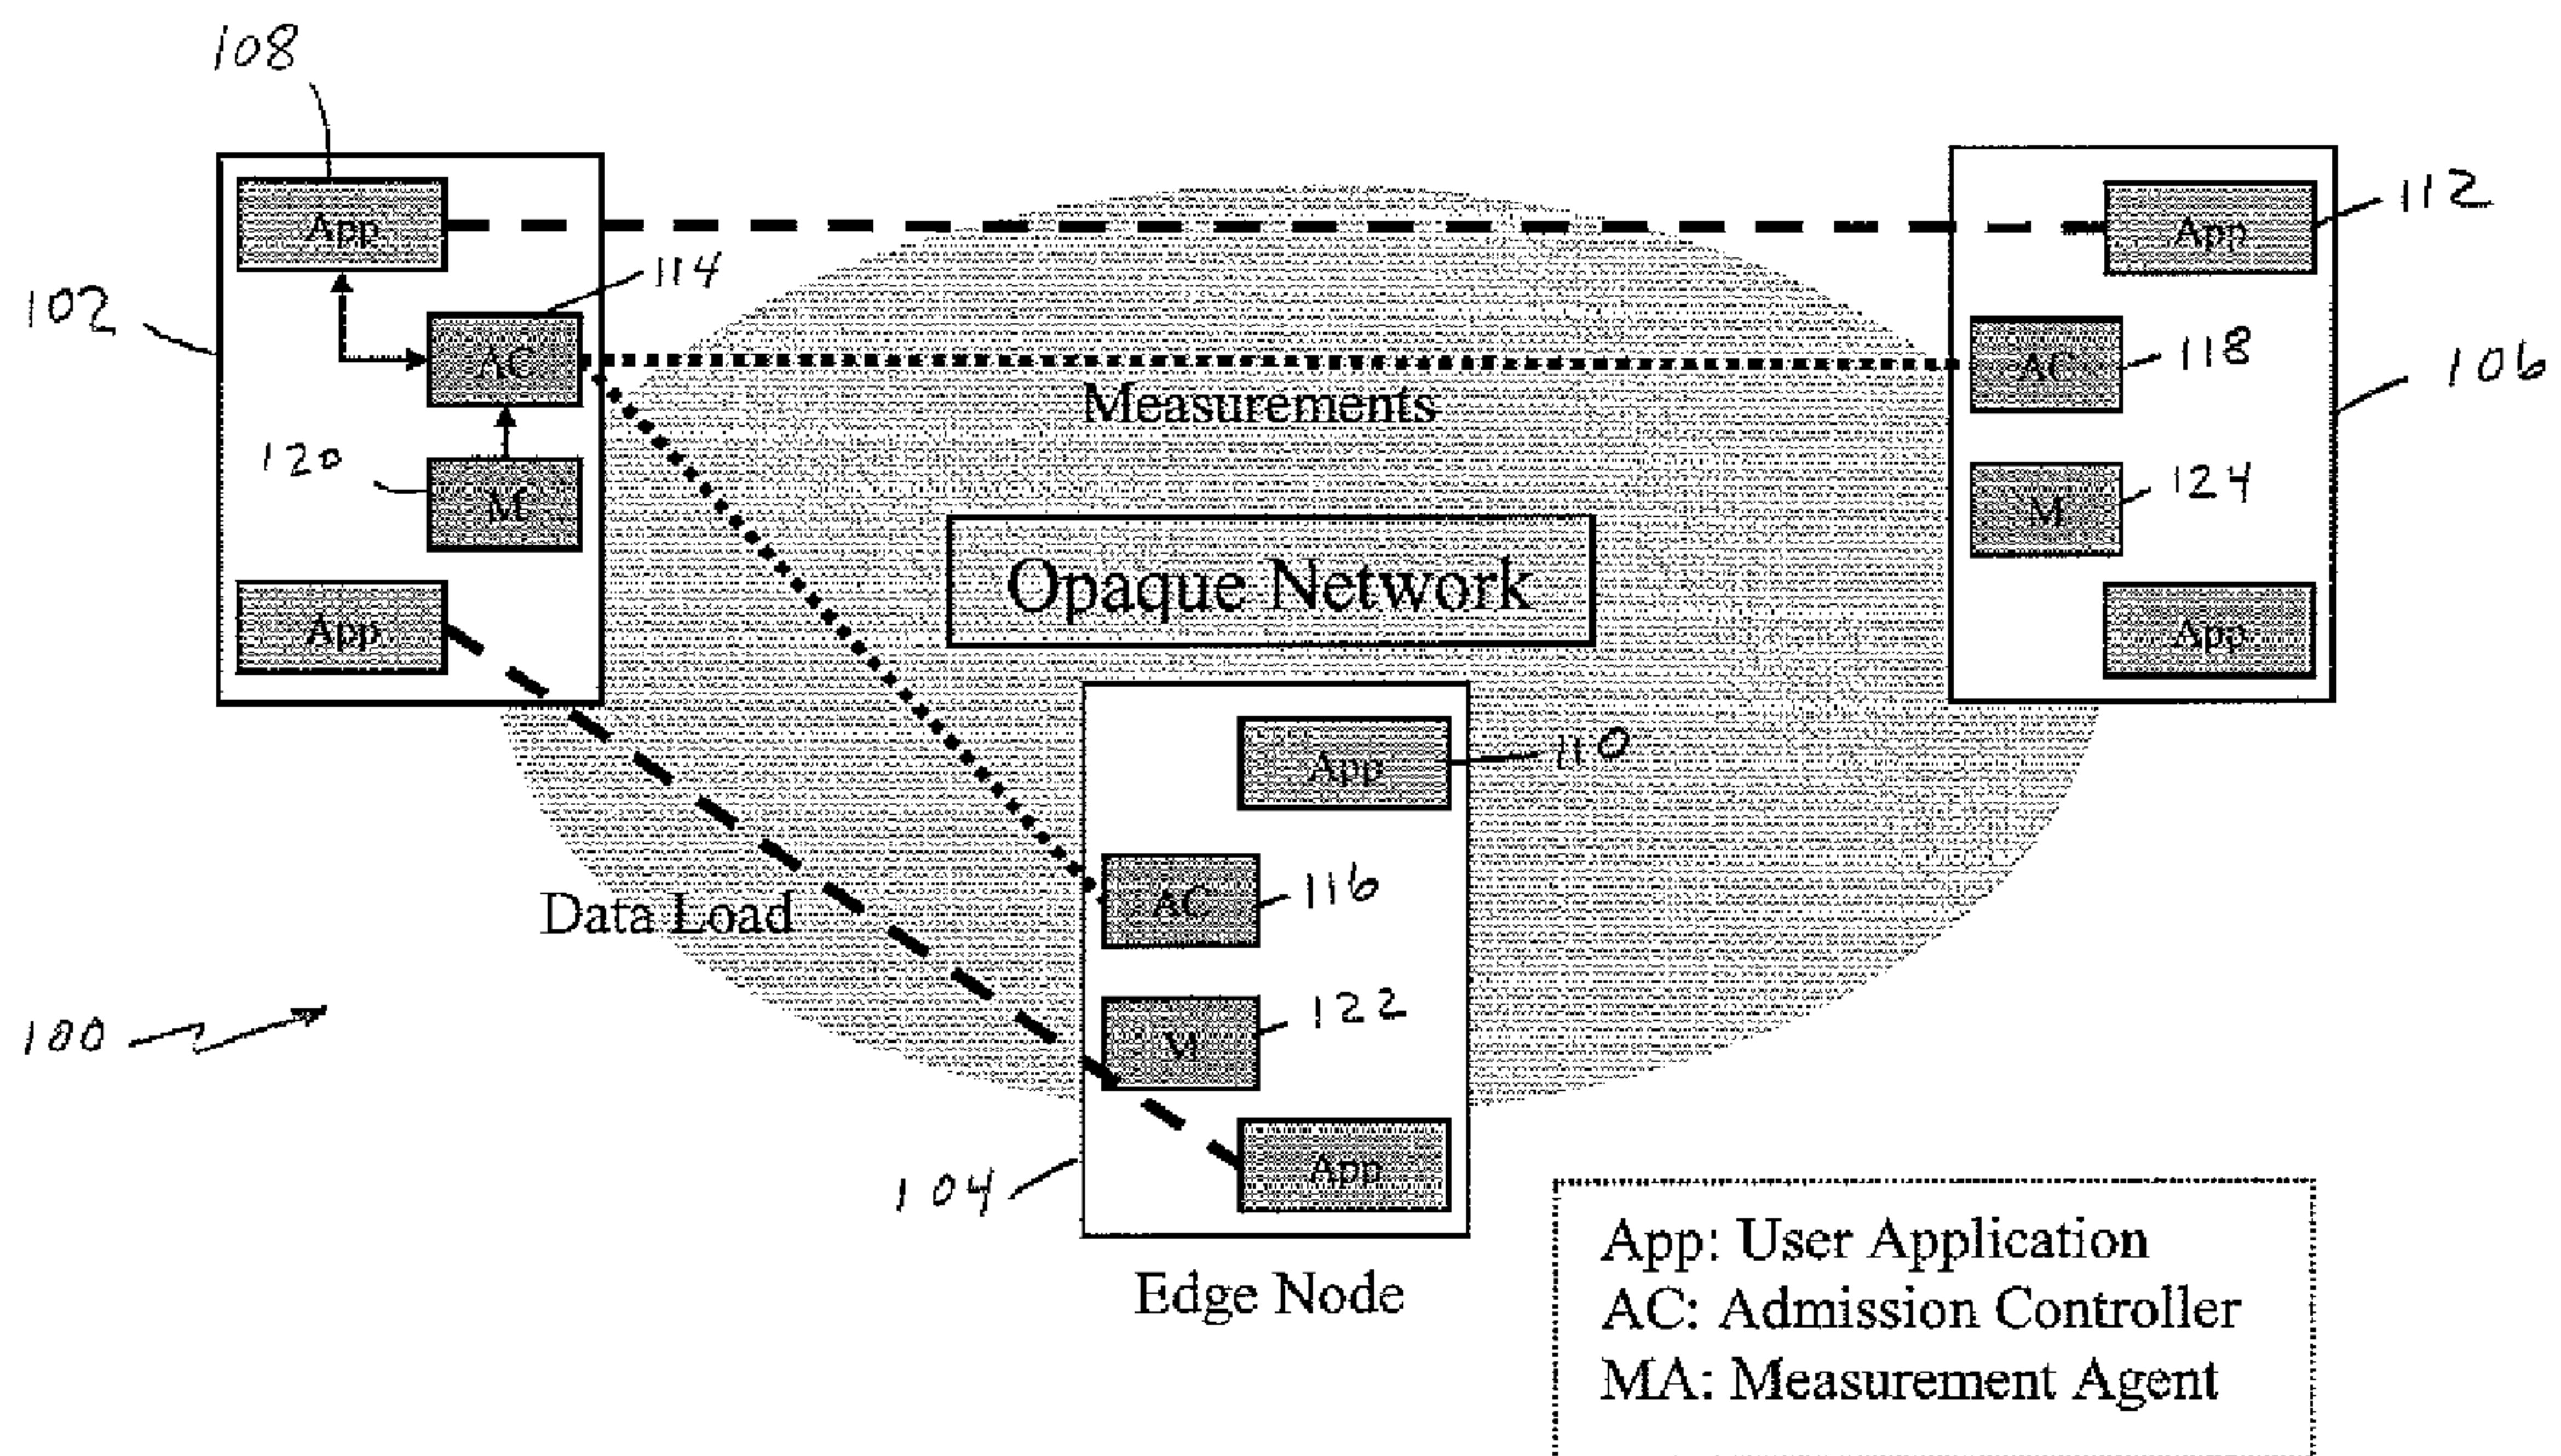 108
App
112
App
114
102
AC
118
AC
106
Measurements
120
M
124
M
Opaque Network
App
App
110
App
116
AC
Data Load
122
M
100
104
App
Edge Node
App: User Application
AC: Admission Controller
MA: Measurement Agent